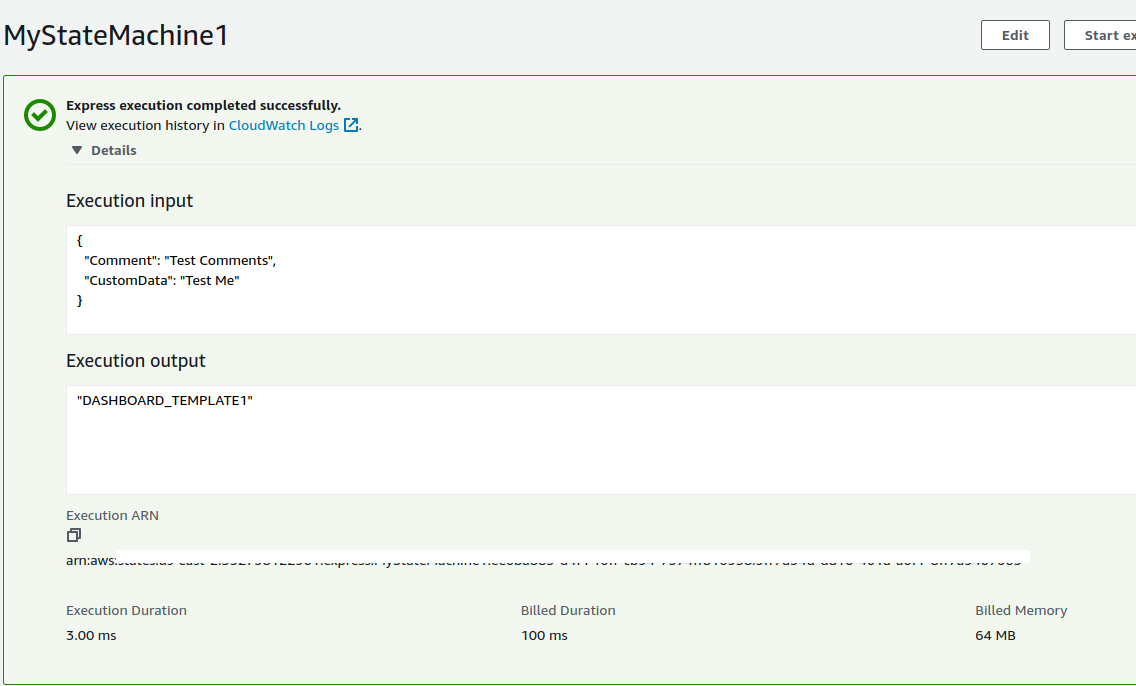 MyStateMachine1
Edit
Start ex
Express execution completed successfully.
View execution history in CloudWatch Logs.
Details
Execution input
{
"Comment": "Test Comments",
"CustomData": "Test Me"
}
Execution output
"DASHBOARD_TEMPLATE1"
Execution ARN
arn:aws:
Execution Duration
Billed Duration
Billed Memory
3.00 ms
100 ms
64 MB